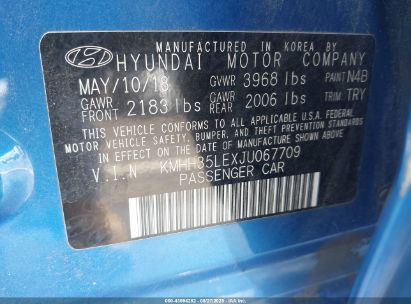 MANUFACTURED IN KOREA BY
HYUNDAI MOTOR COMPANY
MAY/10/18 GVWR 3968 lbs PAINT N4B
GAWR FRONT 2183 lbs GAWR REAR 2006 lbs TRIM: TRY
THIS VEHICLE CONFORMS TO ALL APPLICABLE U.S.A FEDERAL
MOTOR VEHICLE SAFETY, BUMPER, AND THEFT PREVENTION
STANDARDS IN EFFECT ON THE DATE OF MANUFACTURE SHOWN ABOVE.
V.I.N KMHH35LEXJU067709
PASSENGER CAR